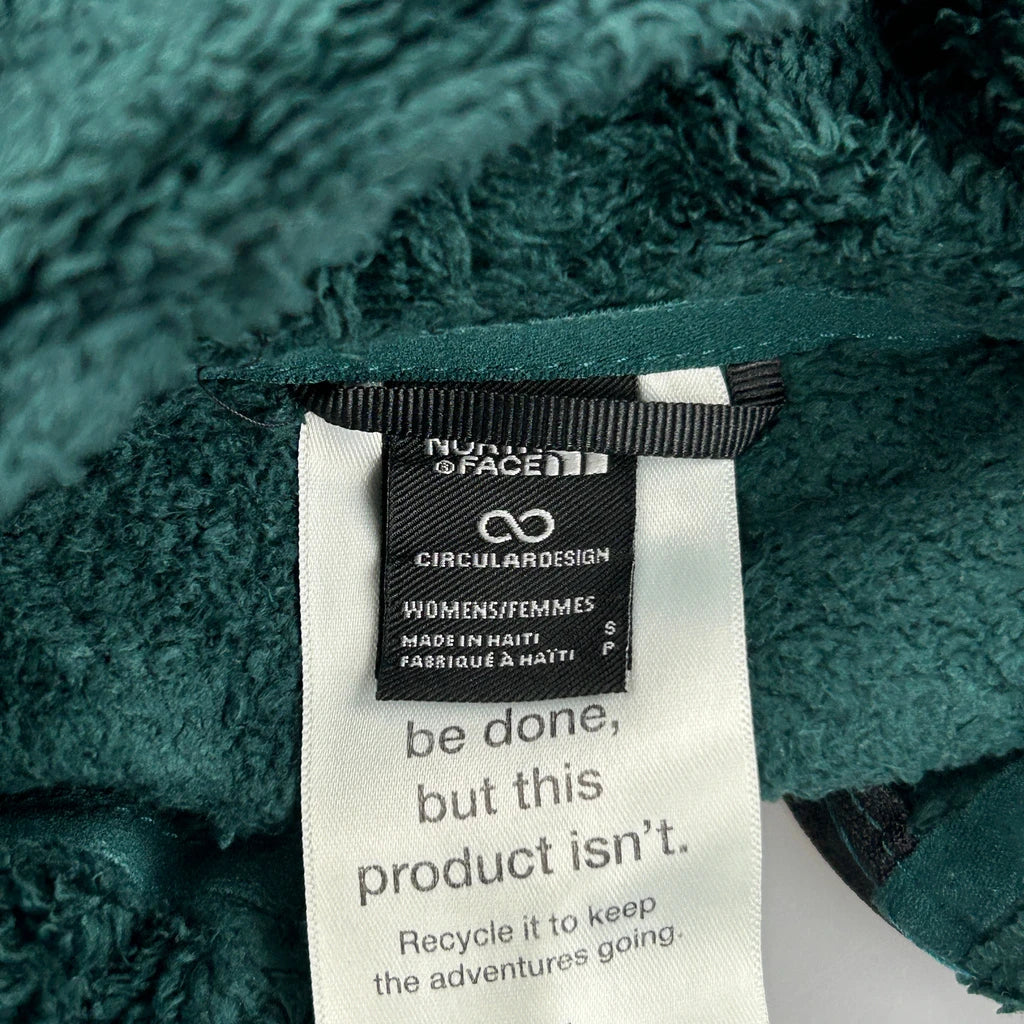 NORTH
FACE
CIRCULARDESIGN
WOMENS/FEMMES
MADE IN HAITI S
FABRIQUÉ À HAÏTI P
be done,
but this
product isn't.
Recycle it to keep
the adventures going.